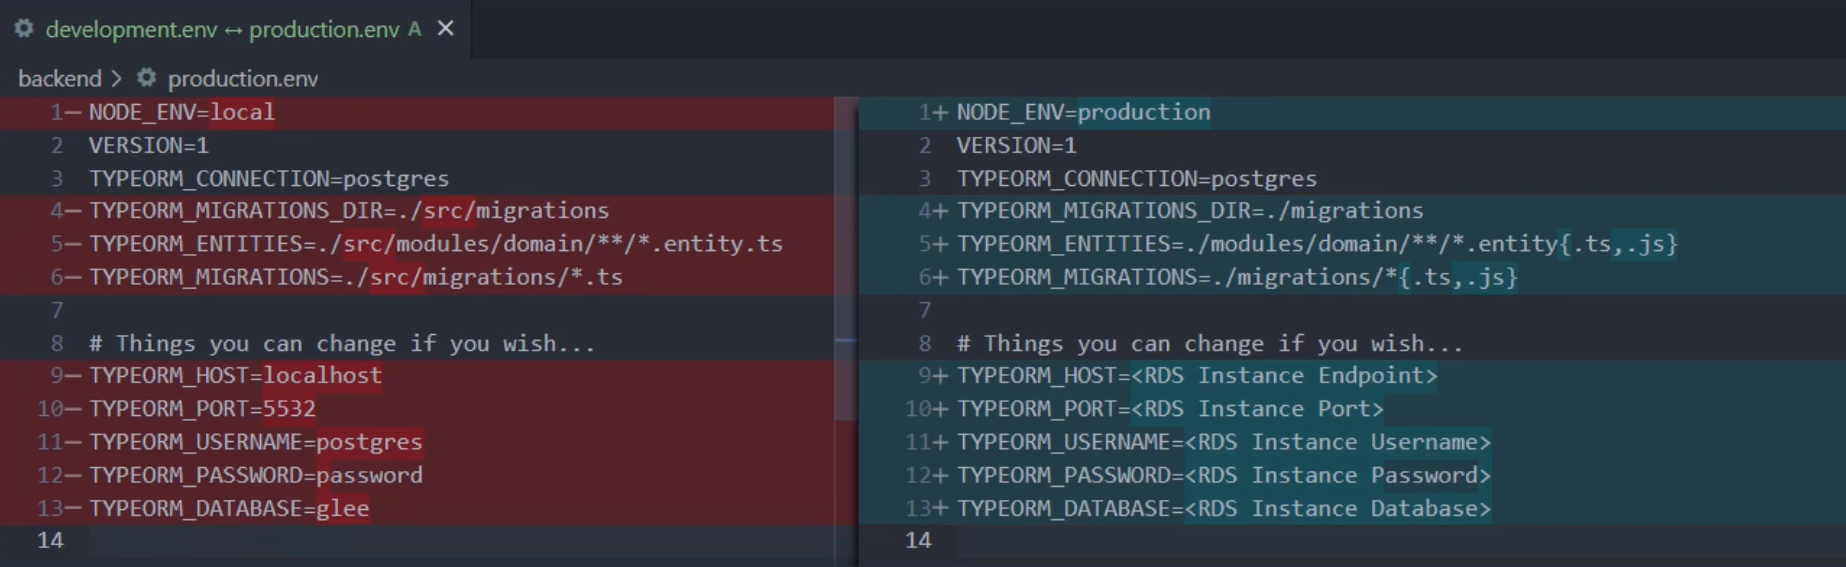 development.env ↔ production.env A ×
backend > production.env
1− NODE_ENV=local
2 VERSION=1
3 TYPEORM_CONNECTION=postgres
4− TYPEORM_MIGRATIONS_DIR=./src/migrations
5− TYPEORM_ENTITIES=./src/modules/domain/**/*.entity.ts
6− TYPEORM_MIGRATIONS=./src/migrations/*.ts
7
8 # Things you can change if you wish...
9− TYPEORM_HOST=localhost
10− TYPEORM_PORT=5532
11− TYPEORM_USERNAME=postgres
12− TYPEORM_PASSWORD=password
13− TYPEORM_DATABASE=glee
14
1+ NODE_ENV=production
2 VERSION=1
3 TYPEORM_CONNECTION=postgres
4+ TYPEORM_MIGRATIONS_DIR=./migrations
5+ TYPEORM_ENTITIES=./modules/domain/**/*.entity{.ts,.js}
6+ TYPEORM_MIGRATIONS=./migrations/*{.ts,.js}
7
8 # Things you can change if you wish...
9+ TYPEORM_HOST=<RDS Instance Endpoint>
10+ TYPEORM_PORT=<RDS Instance Port>
11+ TYPEORM_USERNAME=<RDS Instance Username>
12+ TYPEORM_PASSWORD=<RDS Instance Password>
13+ TYPEORM_DATABASE=<RDS Instance Database>
14